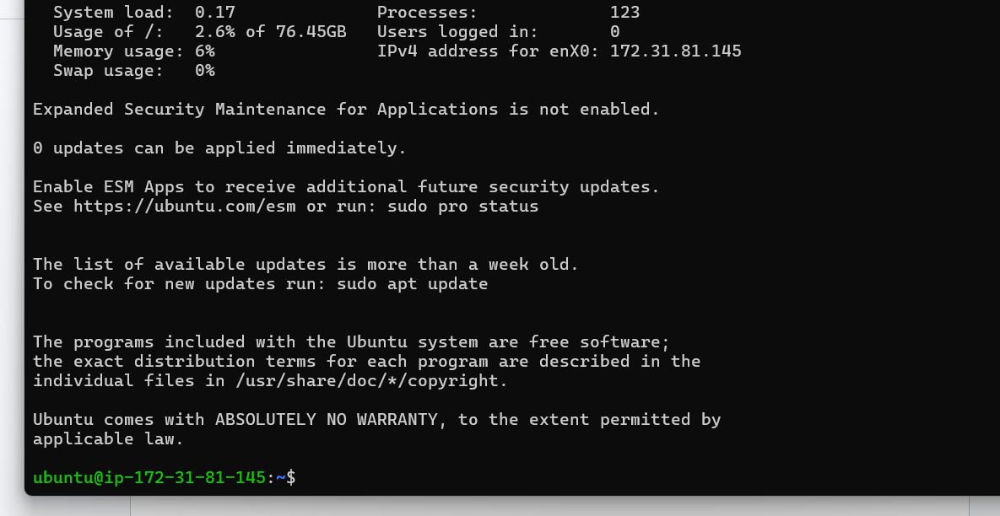 System load:  0.17               Processes:             123
Usage of /:   2.6% of 76.45GB   Users logged in:       0
Memory usage: 6%                IPv4 address for enX0: 172.31.81.145
Swap usage:   0%
Expanded Security Maintenance for Applications is not enabled.
0 updates can be applied immediately.
Enable ESM Apps to receive additional future security updates.
See https://ubuntu.com/esm or run: sudo pro status
The list of available updates is more than a week old.
To check for new updates run: sudo apt update
The programs included with the Ubuntu system are free software;
the exact distribution terms for each program are described in the
individual files in /usr/share/doc/*/copyright.
Ubuntu comes with ABSOLUTELY NO WARRANTY, to the extent permitted by
applicable law.
ubuntu@ip-172-31-81-145:~$